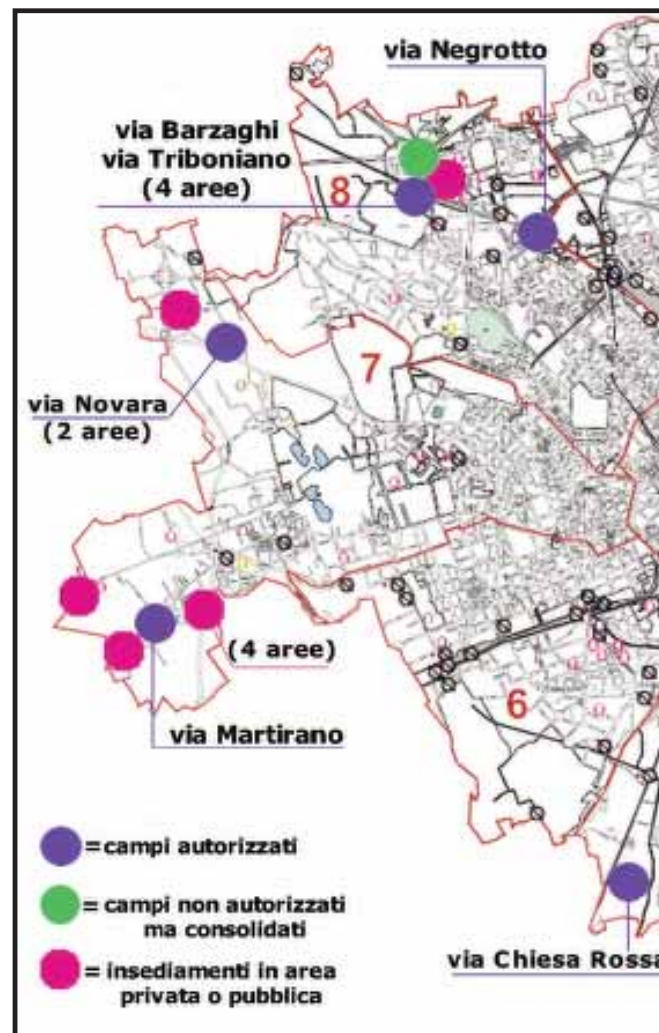 via Negrotto
via Barzaghi
via Triboniano
(4 aree)
8
7
via Novara
(2 aree)
(4 aree)
6
via Martirano
= campi autorizzati
= campi non autorizzati
ma consolidati
= insediamenti in area
privata o pubblica
via Chiesa Rossa